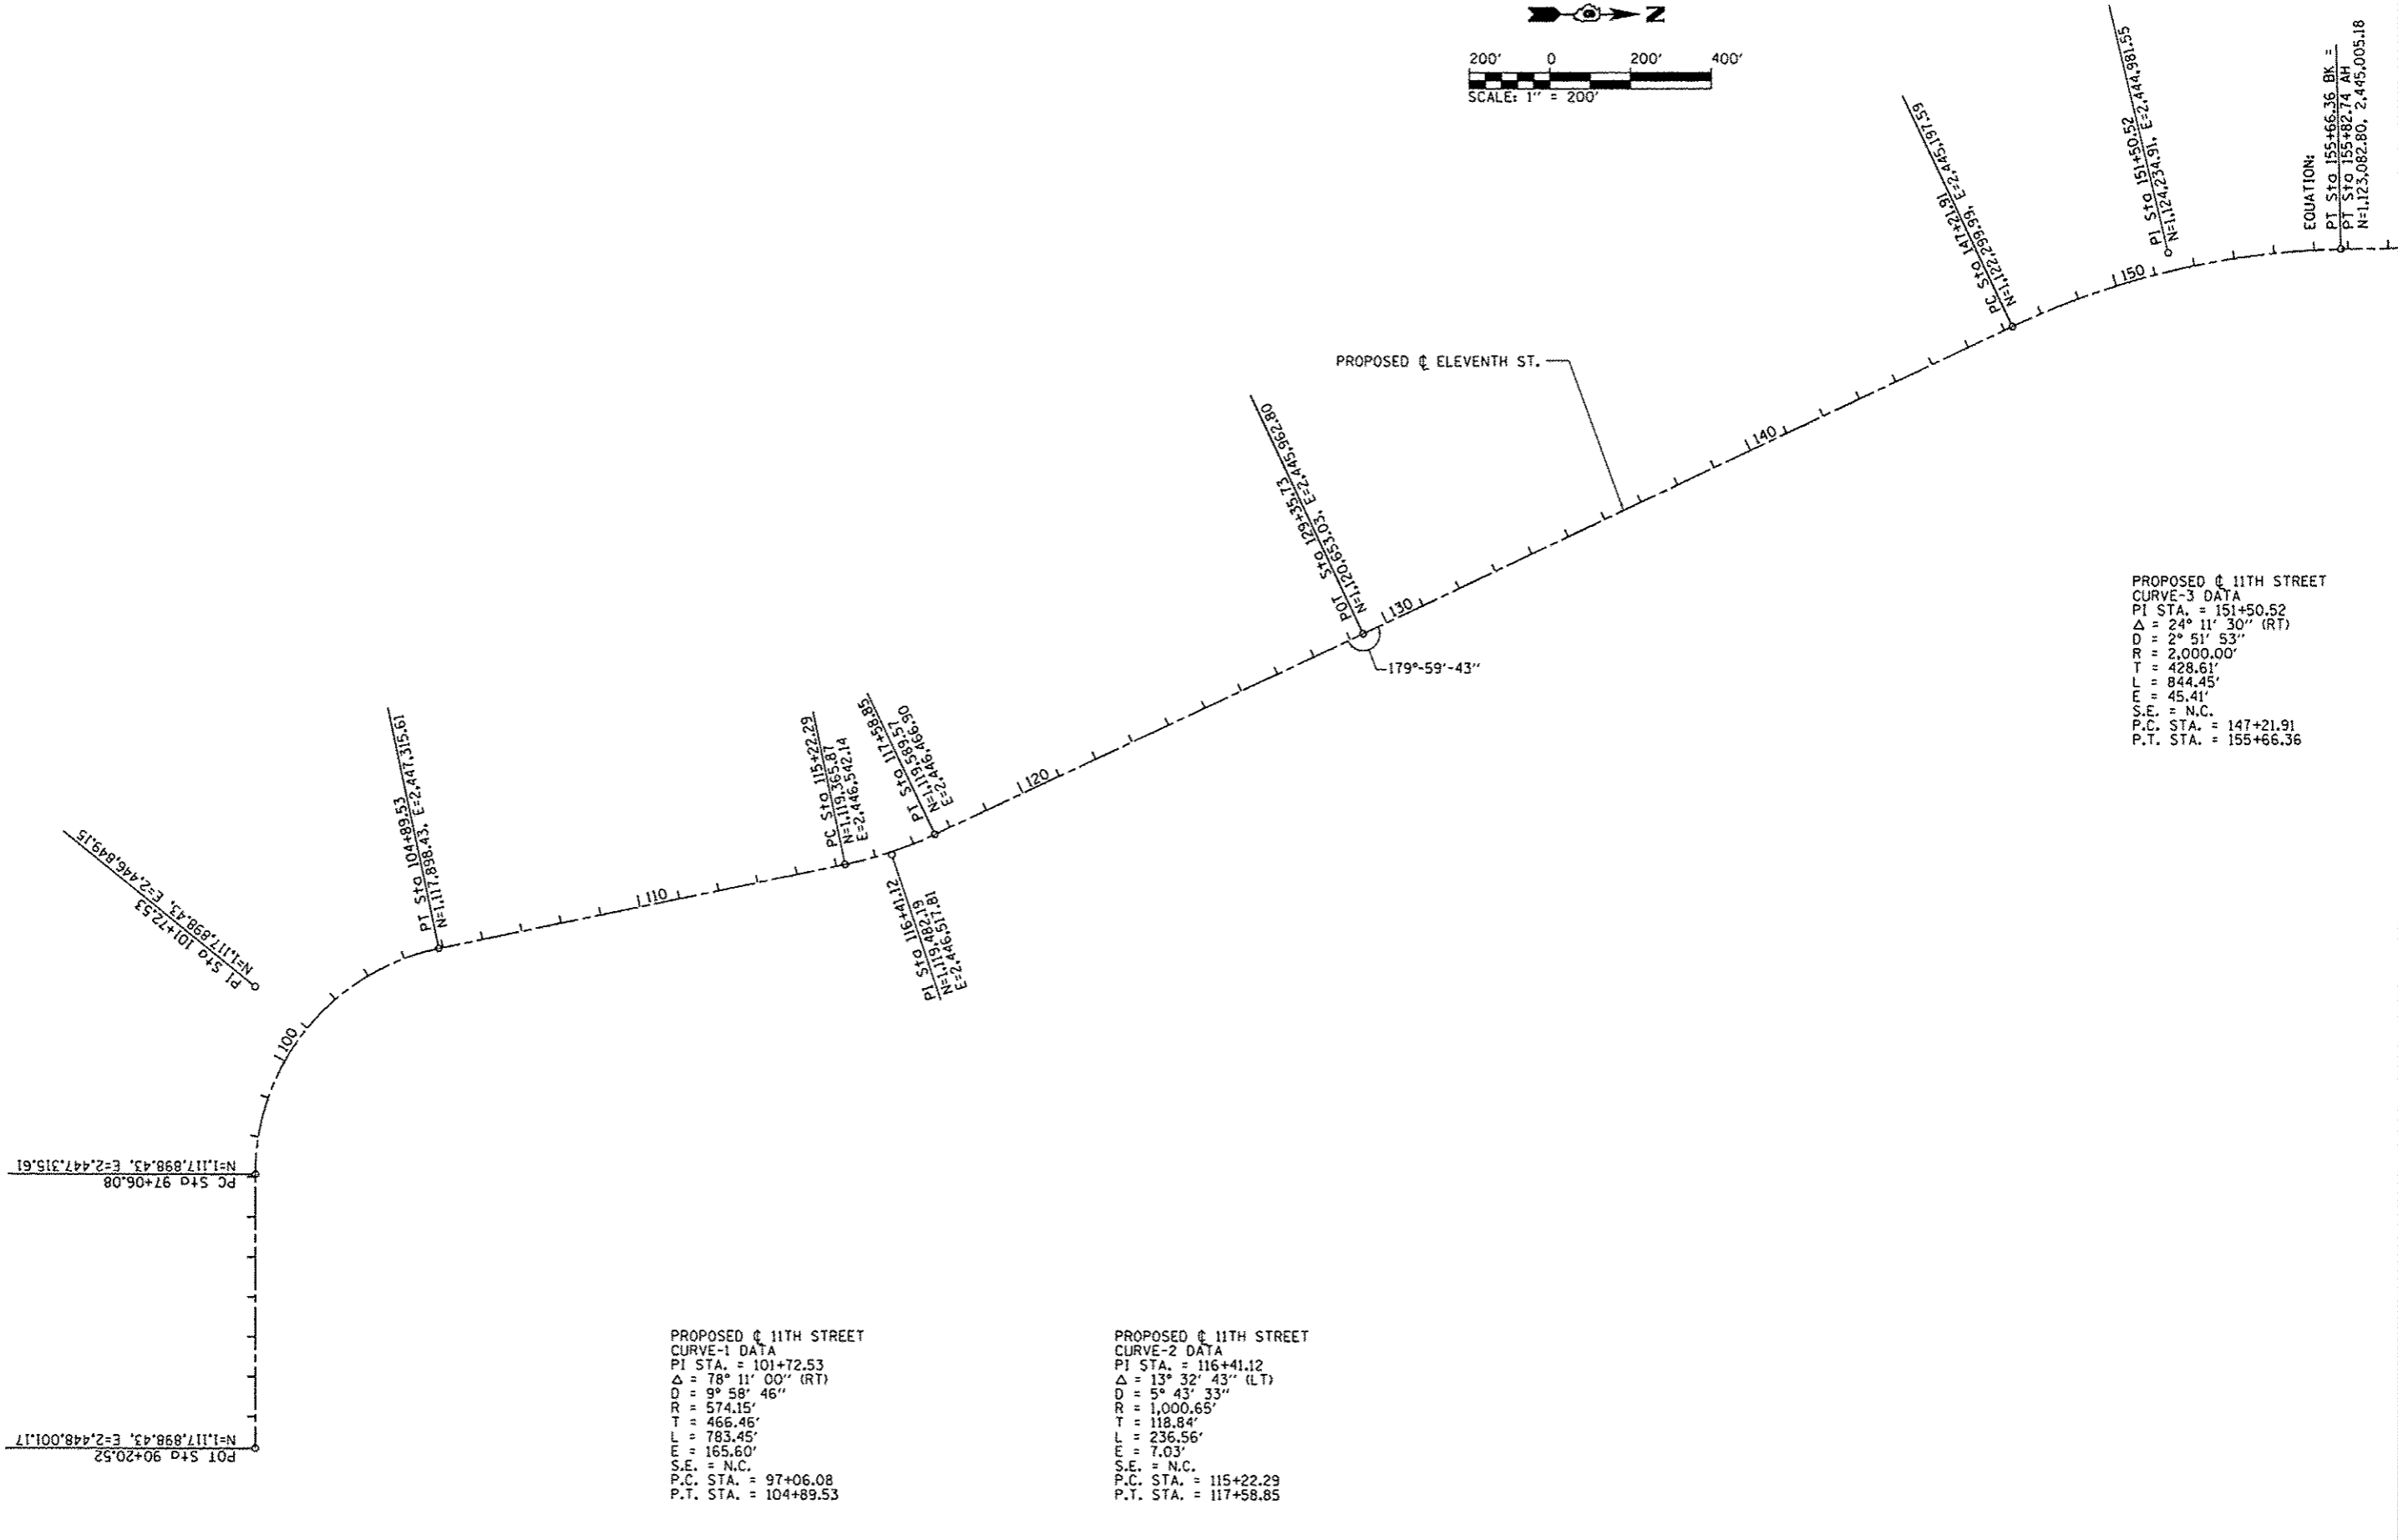 N
200' 0 200' 400'
SCALE: 1" = 200'
PI Sta 151+50.52
N=1,124,234.91, E=2,444,981.55
EQUATION:
PT Sta 155+66.36 BK =
PT Sta 155+82.74 AH
N=1,123,082.80, 2,445,005.18
PC Sta 147+21.91
N=1,122,299.99, E=2,445,197.59
150
PROPOSED ℄ ELEVENTH ST.
140
POT Sta 129+35.73
N=1,120,653.03, E=2,445,962.80
130
179°-59'-43"
PROPOSED ℄ 11TH STREET
CURVE-3 DATA
PI STA. = 151+50.52
Δ = 24° 11' 30" (RT)
D = 2° 51' 53"
R = 2,000.00'
T = 428.61'
L = 844.45'
E = 45.41'
S.E. = N.C.
P.C. STA. = 147+21.91
P.T. STA. = 155+66.36
PT Sta 117+58.85
N=1,119,589.57
E=2,446,466.90
120
PC Sta 115+22.29
N=1,119,365.87
E=2,446,542.14
PI Sta 116+41.12
N=1,119,482.19
E=2,446,517.81
PT Sta 104+89.53
N=1,117,898.43, E=2,447,315.61
110
PI Sta 101+72.53
N=1,117,898.43, E=2,446,849.15
100
PC Sta 97+06.08
N=1,117,898.43, E=2,447,315.61
POT Sta 90+20.52
N=1,117,898.43, E=2,448,001.17
PROPOSED ℄ 11TH STREET
CURVE-1 DATA
PI STA. = 101+72.53
Δ = 78° 11' 00" (RT)
D = 9° 58' 46"
R = 574.15'
T = 466.46'
L = 783.45'
E = 165.60'
S.E. = N.C.
P.C. STA. = 97+06.08
P.T. STA. = 104+89.53
PROPOSED ℄ 11TH STREET
CURVE-2 DATA
PI STA. = 116+41.12
Δ = 13° 32' 43" (LT)
D = 5° 43' 33"
R = 1,000.65'
T = 118.84'
L = 236.56'
E = 7.03'
S.E. = N.C.
P.C. STA. = 115+22.29
P.T. STA. = 117+58.85